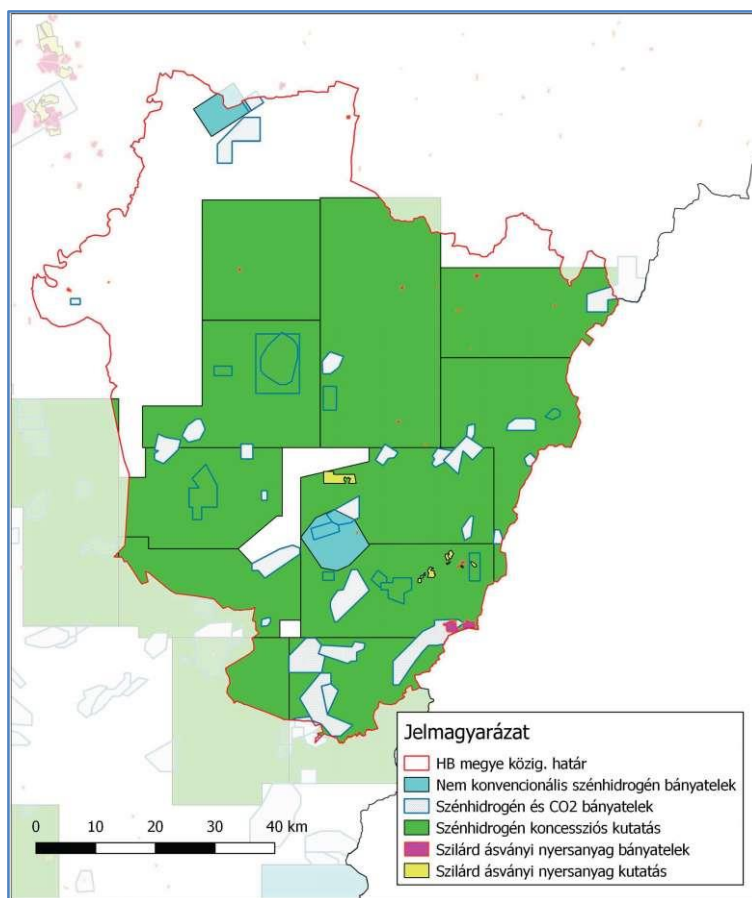 Jelmagyarázat
HB megye közig. határ
Nem konvencionális szénhidrogén bányatelek
Szénhidrogén és CO2 bányatelek
Szénhidrogén koncessziós kutatás
Szilárd ásványi nyersanyag bányatelek
Szilárd ásványi nyersanyag kutatás
0 10 20 30 40 km